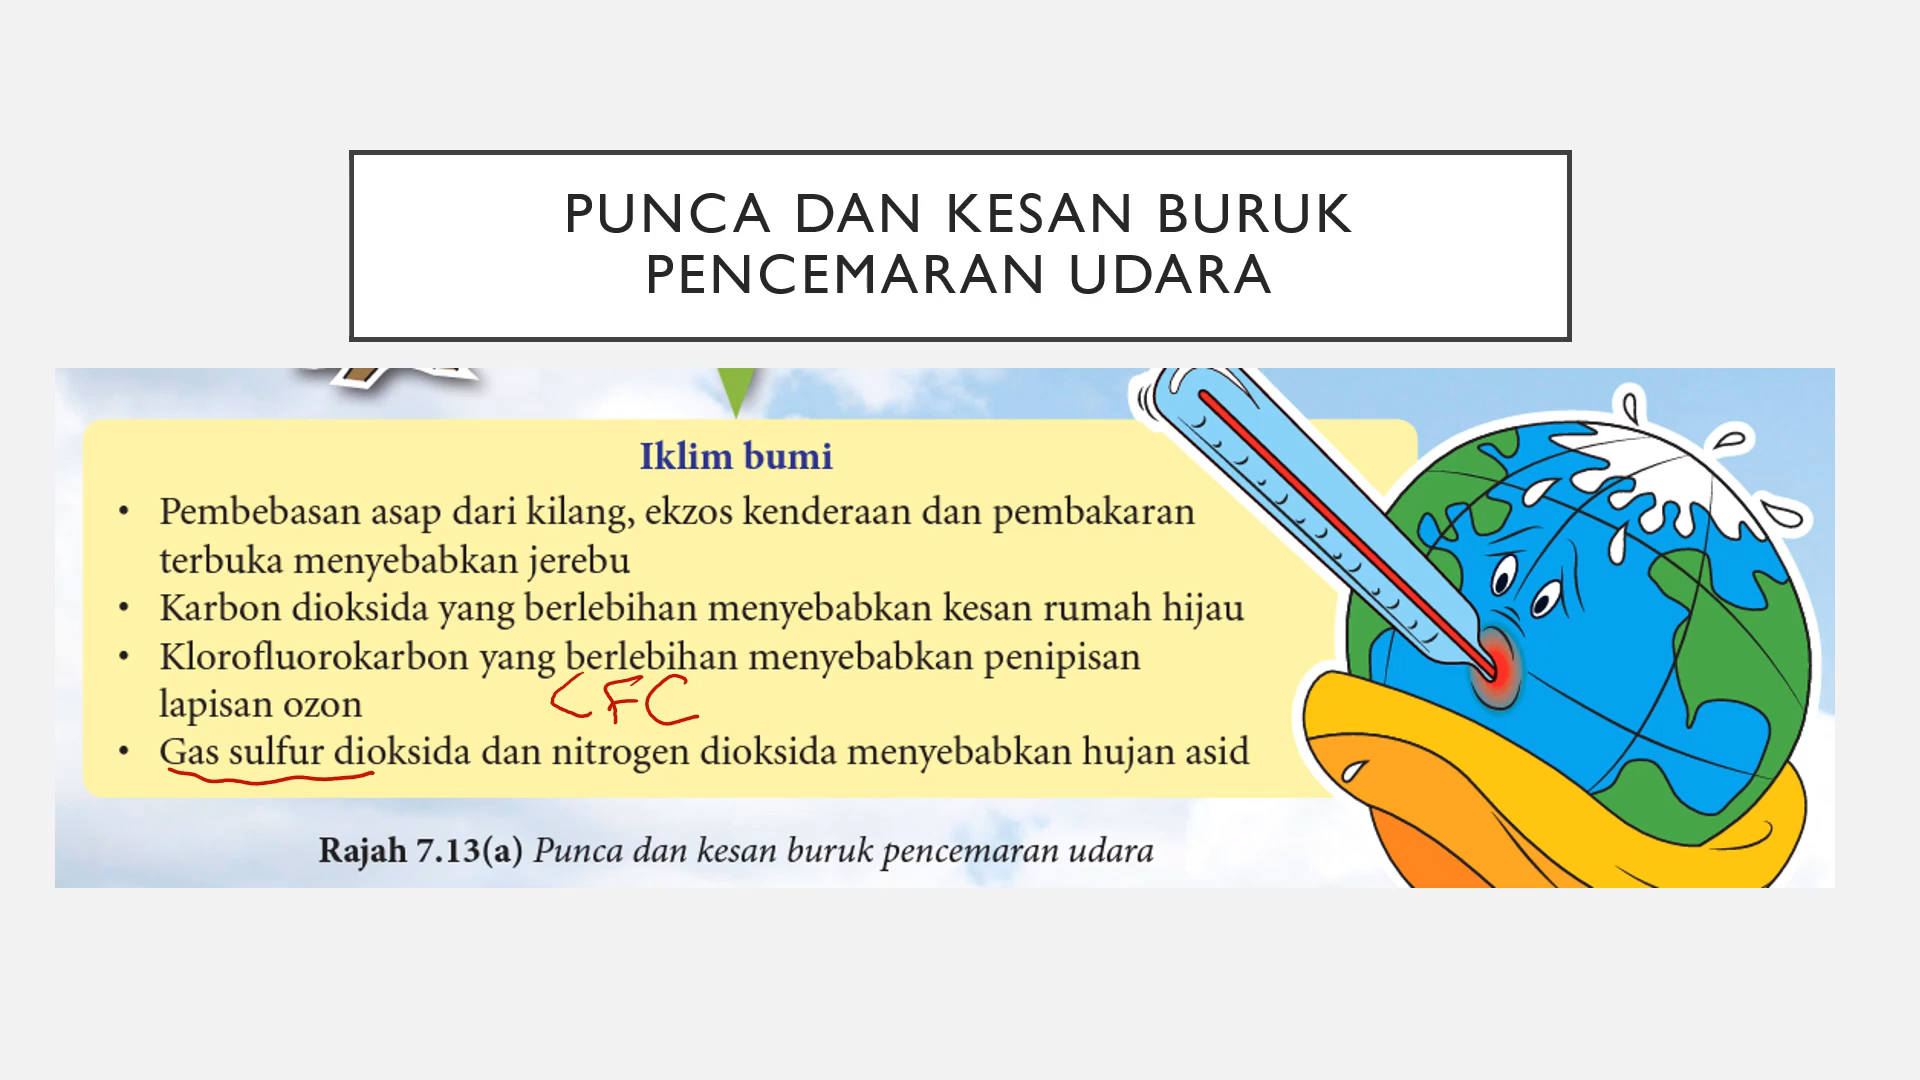 PUNCA DAN KESAN BURUK
PENCEMARAN UDARA
Iklim bumi
• Pembebasan asap dari kilang, ekzos kenderaan dan pembakaran
terbuka menyebabkan jerebu
• Karbon dioksida yang berlebihan menyebabkan kesan rumah hijau
• Klorofluorokarbon yang berlebihan menyebabkan penipisan
lapisan ozon
CFC
• Gas sulfur dioksida dan nitrogen dioksida menyebabkan hujan asid
Rajah 7.13(a) Punca dan kesan buruk pencemaran udara